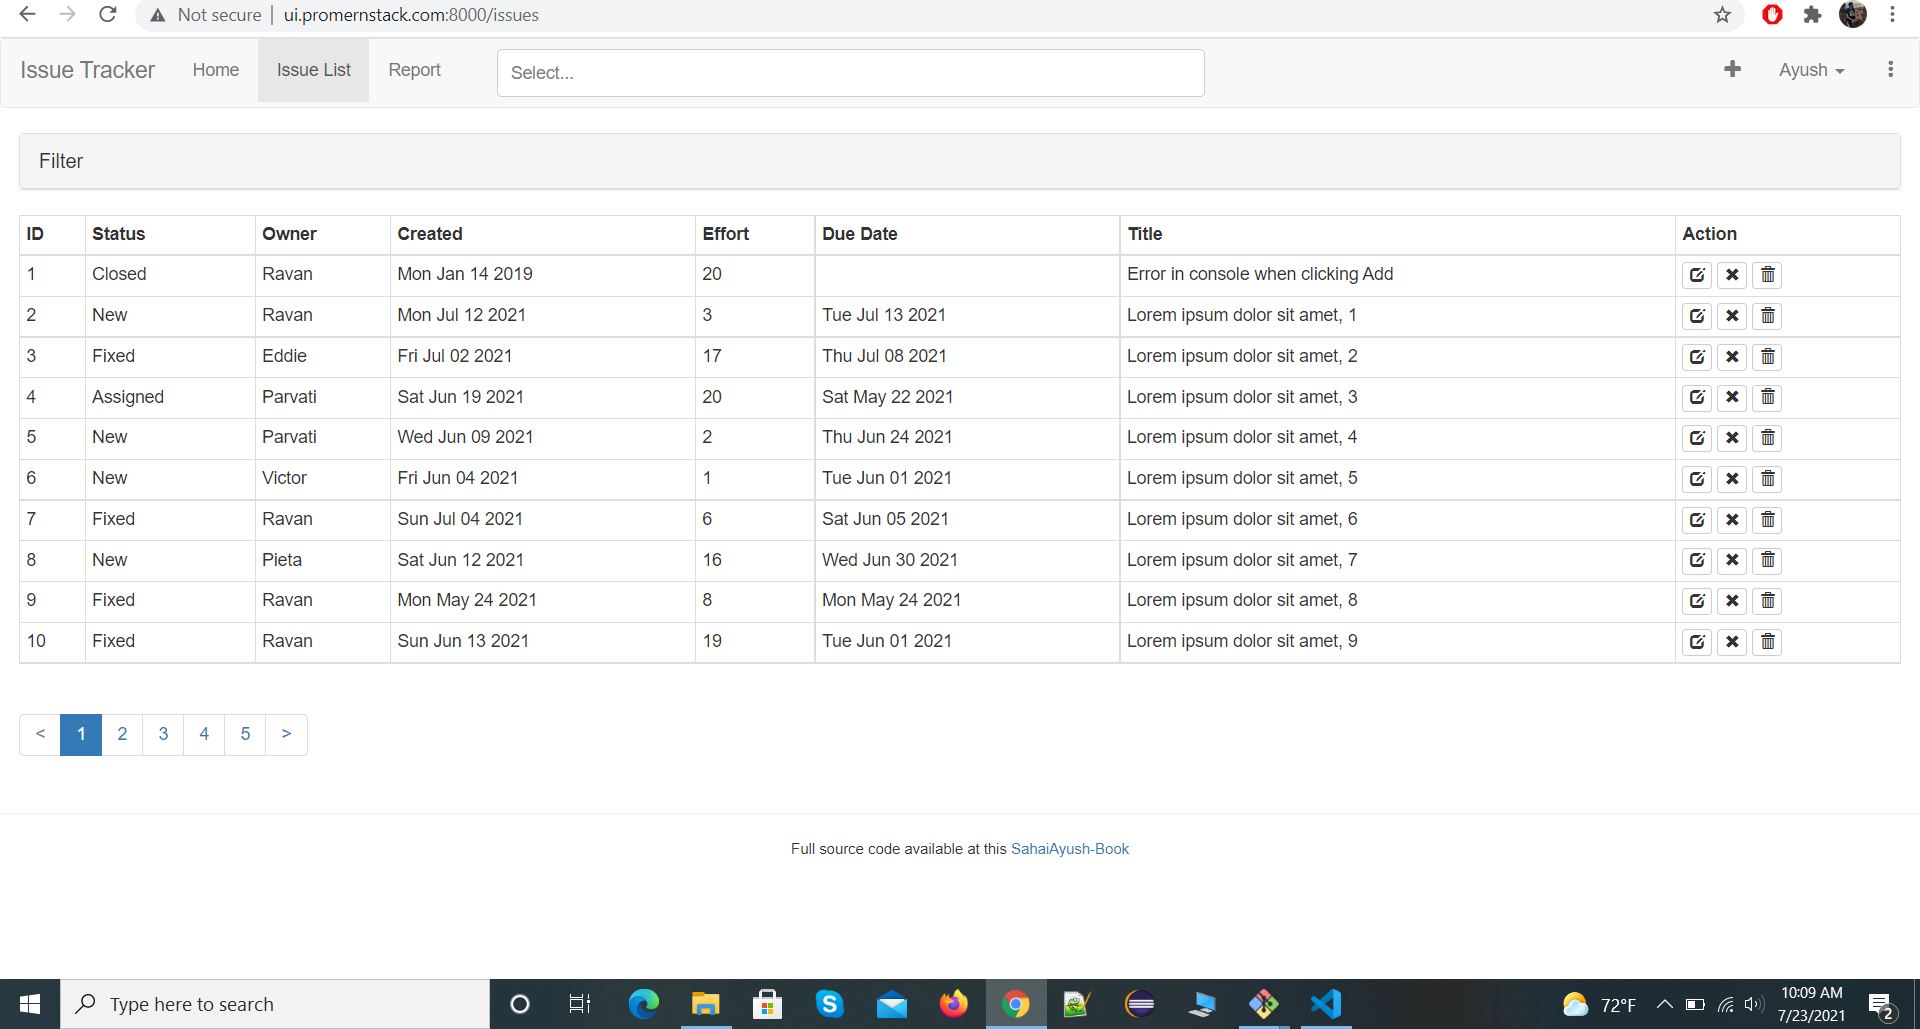 Not secure | ui.promernstack.com:8000/issues
Issue Tracker Home Issue List Report Select... Ayush
Filter
ID Status Owner Created Effort Due Date Title Action
1 Closed Ravan Mon Jan 14 2019 20 Error in console when clicking Add
2 New Ravan Mon Jul 12 2021 3 Tue Jul 13 2021 Lorem ipsum dolor sit amet, 1
3 Fixed Eddie Fri Jul 02 2021 17 Thu Jul 08 2021 Lorem ipsum dolor sit amet, 2
4 Assigned Parvati Sat Jun 19 2021 20 Sat May 22 2021 Lorem ipsum dolor sit amet, 3
5 New Parvati Wed Jun 09 2021 2 Thu Jun 24 2021 Lorem ipsum dolor sit amet, 4
6 New Victor Fri Jun 04 2021 1 Tue Jun 01 2021 Lorem ipsum dolor sit amet, 5
7 Fixed Ravan Sun Jul 04 2021 6 Sat Jun 05 2021 Lorem ipsum dolor sit amet, 6
8 New Pieta Sat Jun 12 2021 16 Wed Jun 30 2021 Lorem ipsum dolor sit amet, 7
9 Fixed Ravan Mon May 24 2021 8 Mon May 24 2021 Lorem ipsum dolor sit amet, 8
10 Fixed Ravan Sun Jun 13 2021 19 Tue Jun 01 2021 Lorem ipsum dolor sit amet, 9
< 1 2 3 4 5 >
Full source code available at this SahaiAyush-Book
Type here to search 72°F 10:09 AM
7/23/2021 2